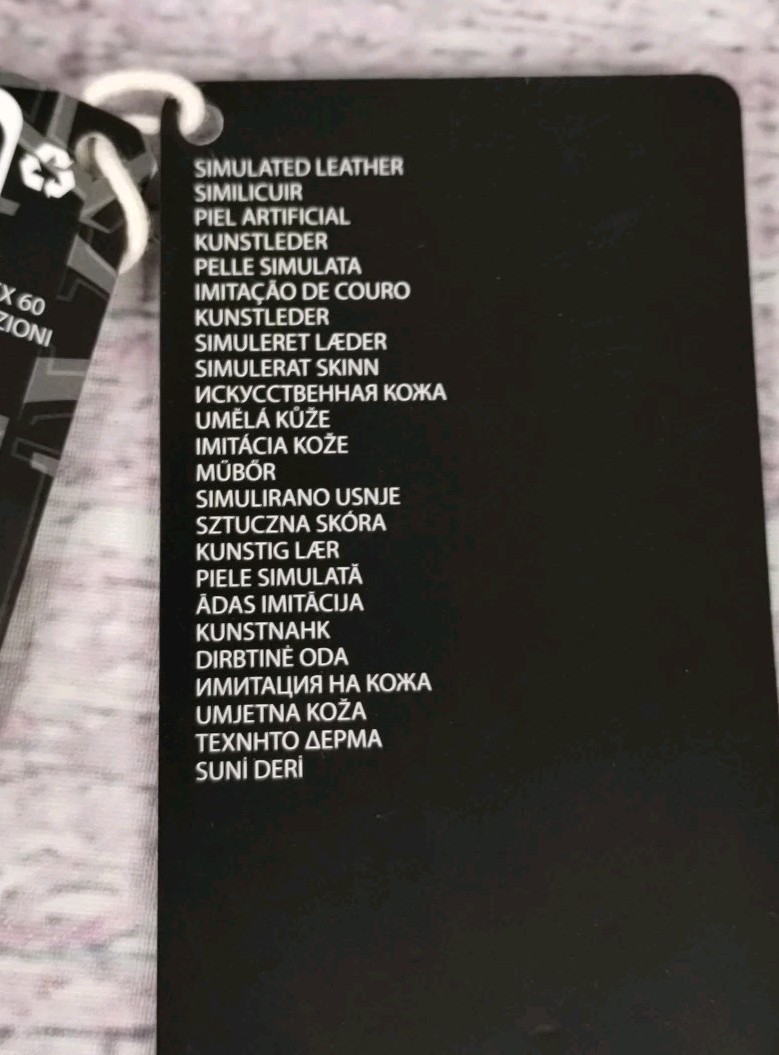 X 60
ZIONI
SIMULATED LEATHER
SIMILICUIR
PIEL ARTIFICIAL
KUNSTLEDER
PELLE SIMULATA
IMITAÇÃO DE COURO
KUNSTLEDER
SIMULERET LÆDER
SIMULERAT SKINN
ИСКУССТВЕННАЯ КОЖА
UMĚLÁ KŮŽE
IMITÁCIA KOŽE
MŰBŐR
SIMULIRANO USNJE
SZTUCZNA SKÓRA
KUNSTIG LÆR
PIELE SIMULATĂ
ĀDAS IMITĀCIJA
KUNSTNAHK
DIRBTINĖ ODA
ИМИТАЦИЯ НА КОЖА
UMJETNA KOŽA
ΤΕΧΝΗΤΟ ΔΕΡΜΑ
SUNİ DERİ